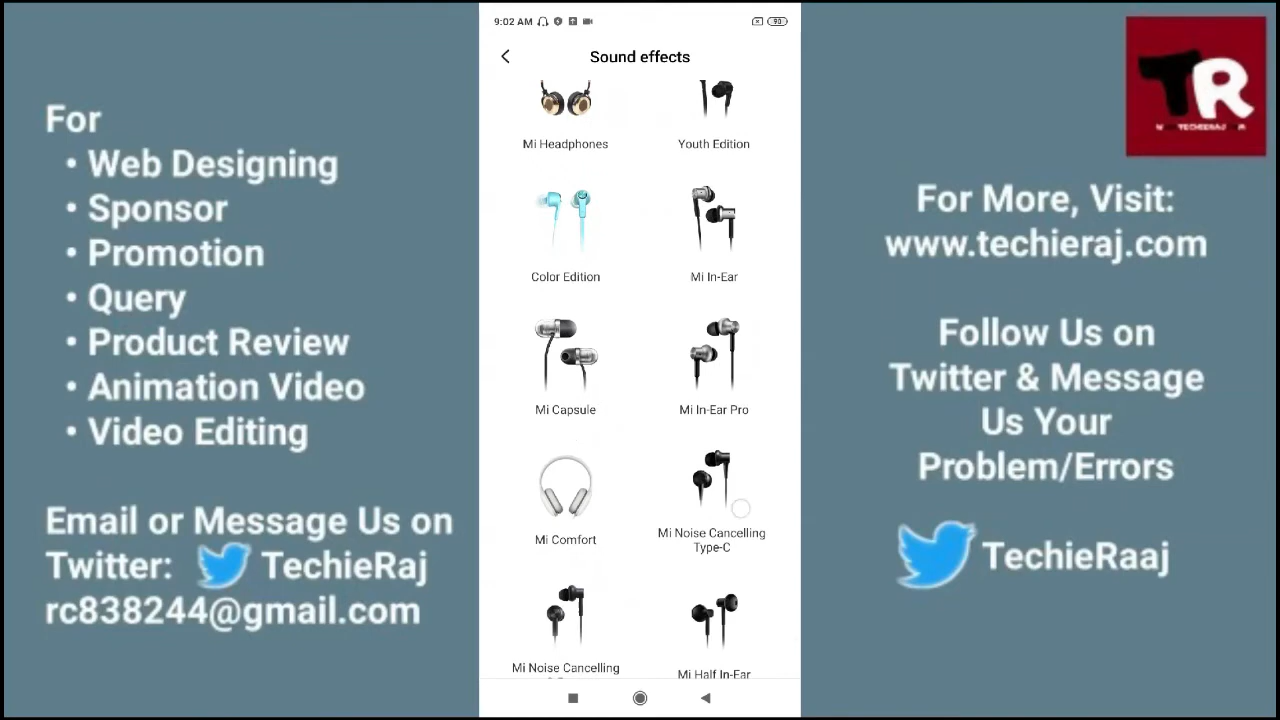 For
• Web Designing
• Sponsor
• Promotion
• Query
• Product Review
• Animation Video
• Video Editing
Email or Message Us on
Twitter: TechieRaj
rc838244@gmail.com
9:02 AM
90
Sound effects
Mi Headphones
Youth Edition
Color Edition
Mi In-Ear
Mi Capsule
Mi In-Ear Pro
Mi Comfort
Mi Noise Cancelling
Type-C
Mi Noise Cancelling
Mi Half In-Ear
TR
For More, Visit:
www.techieraj.com
Follow Us on
Twitter & Message
Us Your
Problem/Errors
TechieRaaj